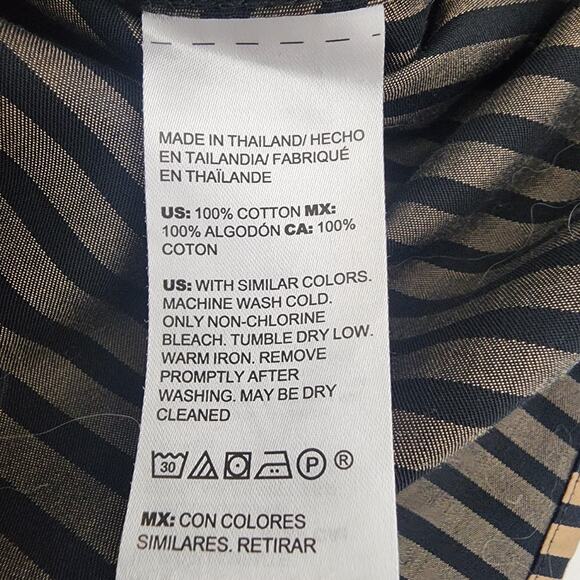 MADE IN THAILAND/ HECHO
EN TAILANDIA/ FABRIQUÉ
EN THAÏLANDE
US: 100% COTTON MX:
100% ALGODÓN CA: 100%
COTON
US: WITH SIMILAR COLORS.
MACHINE WASH COLD.
ONLY NON-CHLORINE
BLEACH. TUMBLE DRY LOW.
WARM IRON. REMOVE
PROMPTLY AFTER
WASHING. MAY BE DRY
CLEANED
30 P ®
MX: CON COLORES
SIMILARES. RETIRAR